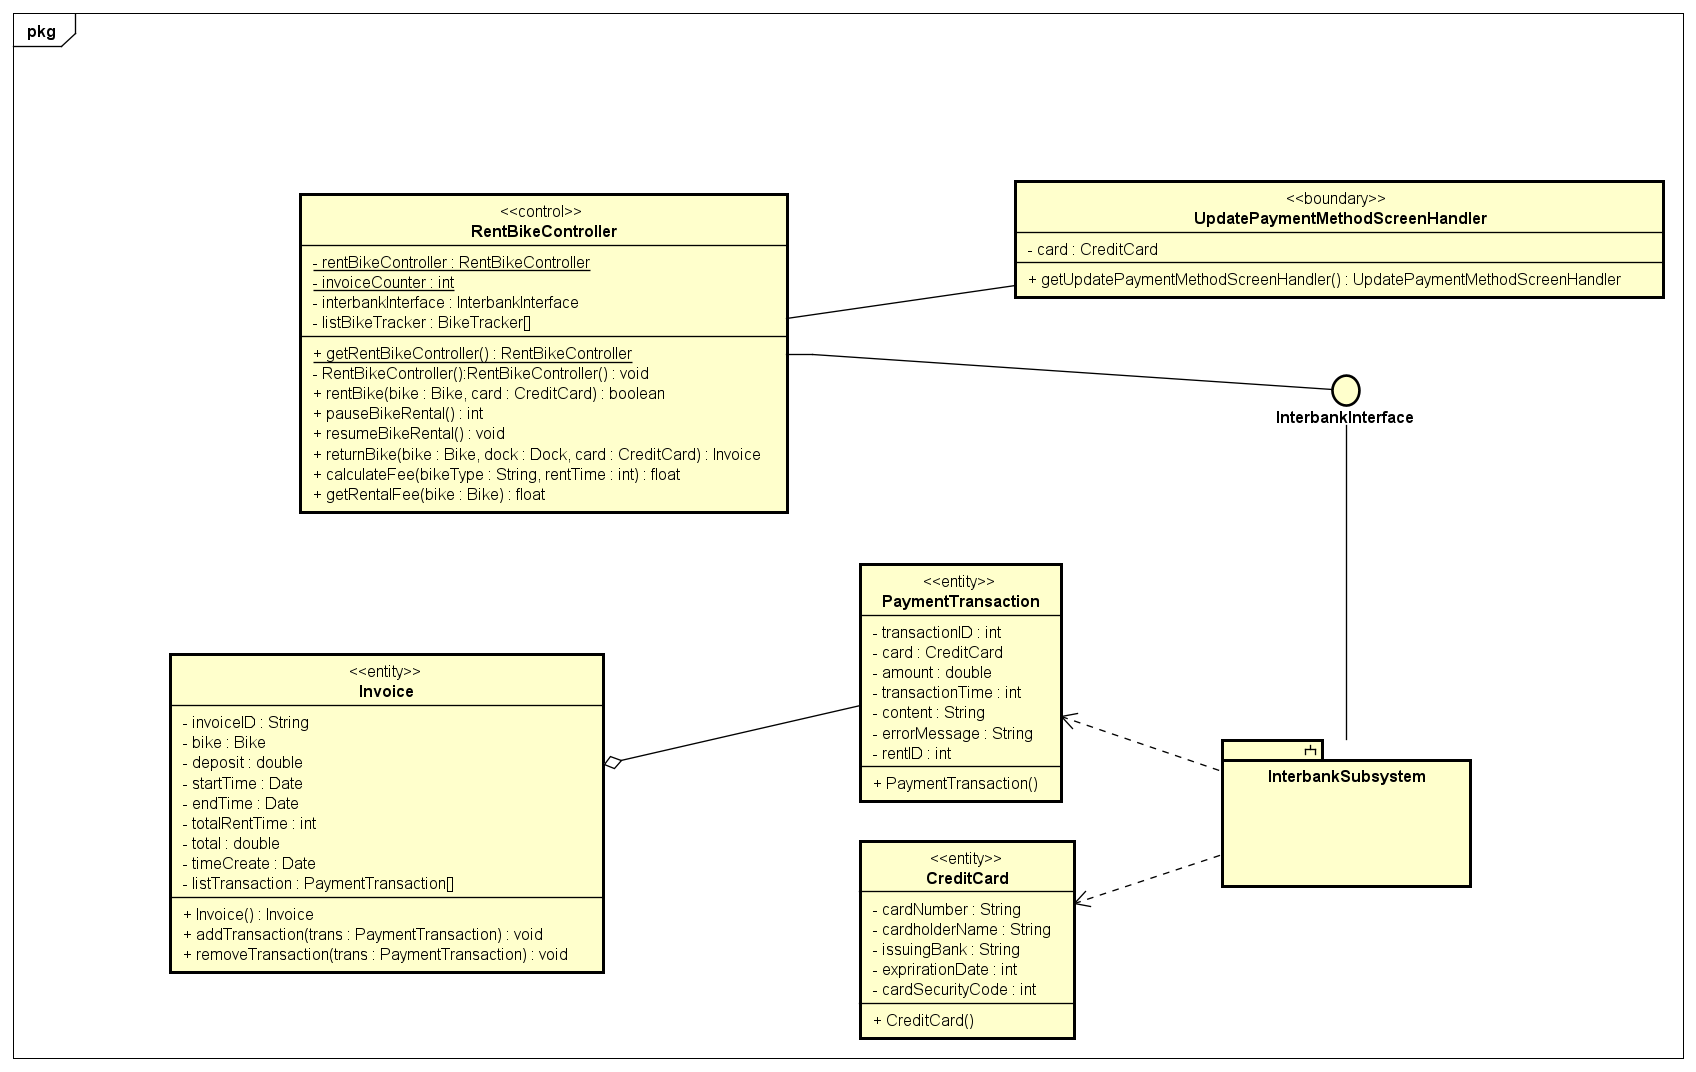 pkg
<<control>>
RentBikeController
- rentBikeController : RentBikeController
- invoiceCounter : int
- interbankInterface : InterbankInterface
- listBikeTracker : BikeTracker[]
+ getRentBikeController() : RentBikeController
- RentBikeController():RentBikeController() : void
+ rentBike(bike : Bike, card : CreditCard) : boolean
+ pauseBikeRental() : int
+ resumeBikeRental() : void
+ returnBike(bike : Bike, dock : Dock, card : CreditCard) : Invoice
+ calculateFee(bikeType : String, rentTime : int) : float
+ getRentalFee(bike : Bike) : float
<<boundary>>
UpdatePaymentMethodScreenHandler
- card : CreditCard
+ getUpdatePaymentMethodScreenHandler() : UpdatePaymentMethodScreenHandler
InterbankInterface
<<entity>>
PaymentTransaction
- transactionID : int
- card : CreditCard
- amount : double
- transactionTime : int
- content : String
- errorMessage : String
- rentID : int
+ PaymentTransaction()
<<entity>>
Invoice
- invoiceID : String
- bike : Bike
- deposit : double
- startTime : Date
- endTime : Date
- totalRentTime : int
- total : double
- timeCreate : Date
- listTransaction : PaymentTransaction[]
+ Invoice() : Invoice
+ addTransaction(trans : PaymentTransaction) : void
+ removeTransaction(trans : PaymentTransaction) : void
InterbankSubsystem
<<entity>>
CreditCard
- cardNumber : String
- cardholderName : String
- issuingBank : String
- exprirationDate : int
- cardSecurityCode : int
+ CreditCard()